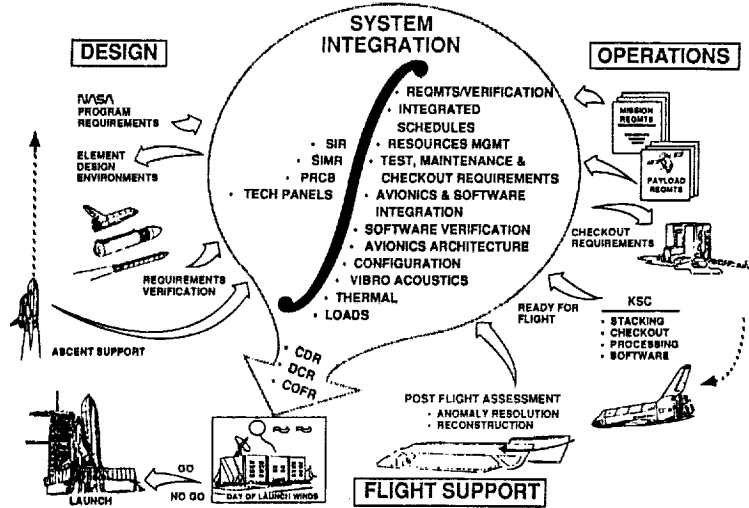 SYSTEM
INTEGRATION
DESIGN
OPERATIONS
NASA
PROGRAM
REQUIREMENTS
ELEMENT
DESIGN
ENVIRONMENTS
REQUIREMENTS
VERIFICATION
ASCENT SUPPORT
• SIR
• SIMR
• PRCB
• TECH PANELS
• REQMTS/VERIFICATION
• INTEGRATED
SCHEDULES
• RESOURCES MGMT
• TEST, MAINTENANCE &
CHECKOUT REQUIREMENTS
• AVIONICS & SOFTWARE
INTEGRATION
• SOFTWARE VERIFICATION
• AVIONICS ARCHITECTURE
• CONFIGURATION
• VIBRO ACOUSTICS
• THERMAL
• LOADS
MISSION
REQMTS
PAYLOAD
REQMTS
CHECKOUT
REQUIREMENTS
READY FOR
FLIGHT
KSC
• STACKING
• CHECKOUT
• PROCESSING
• SOFTWARE
• CDR
• DCR
• COFR
POST FLIGHT ASSESSMENT
• ANOMALY RESOLUTION
• RECONSTRUCTION
GO
NO GO
LAUNCH
DAY OF LAUNCH WINDS
FLIGHT SUPPORT